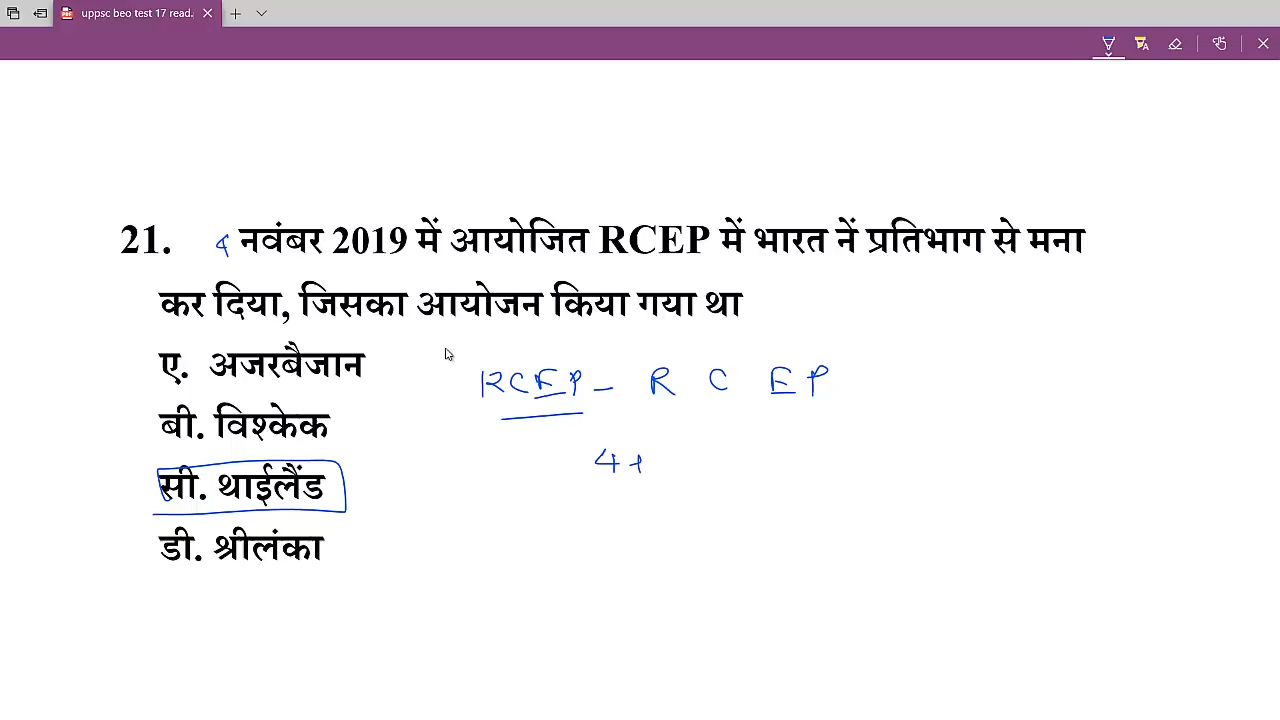 uppsc beo test 17 read.
21. 4 नवंबर 2019 में आयोजित RCEP में भारत नें प्रतिभाग से मना
कर दिया, जिसका आयोजन किया गया था
ए. अजरबैजान
RCEP - R C E P
बी. विश्केक
4+
सी. थाईलैंड
डी. श्रीलंका